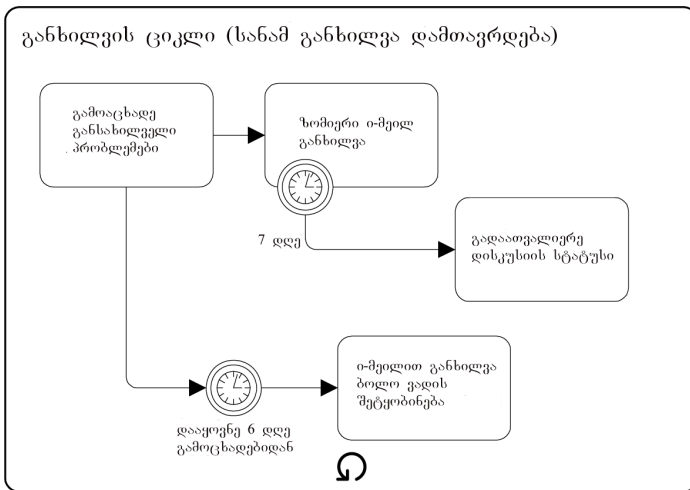 განხილვის ციკლი (სანამ განხილვა დამთავრდება)
გამოაცხადე
განსახილველი
პრობლემები
ზომიერი ი-მეილ
განხილვა
7 დღე
გადაათვალიერე
დისკუსიის სტატუსი
ი-მეილით განხილვა
ბოლო ვადის
შეტყობინება
დააყოვნე 6 დღე
გამოცხადებიდან